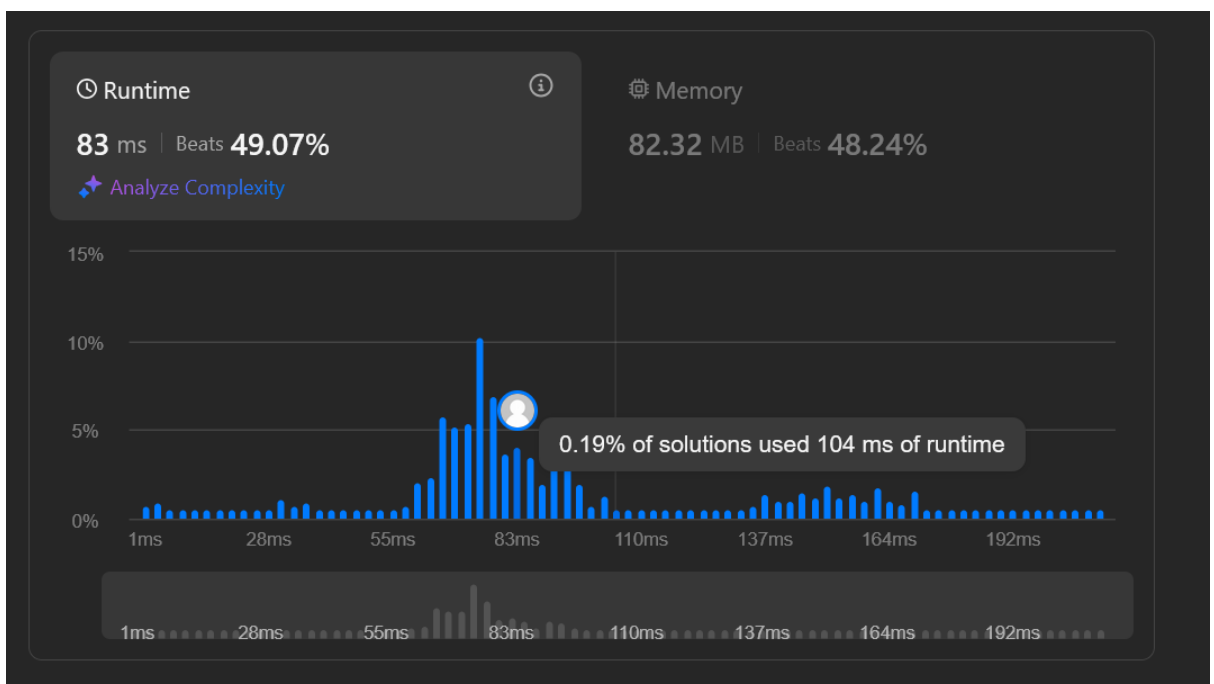 Runtime
83 ms | Beats 49.07%
Analyze Complexity
Memory
82.32 MB | Beats 48.24%
15%
10%
5%
0%
0.19% of solutions used 104 ms of runtime
1ms 28ms 55ms 83ms 110ms 137ms 164ms 192ms
1ms 28ms 55ms 83ms 110ms 137ms 164ms 192ms